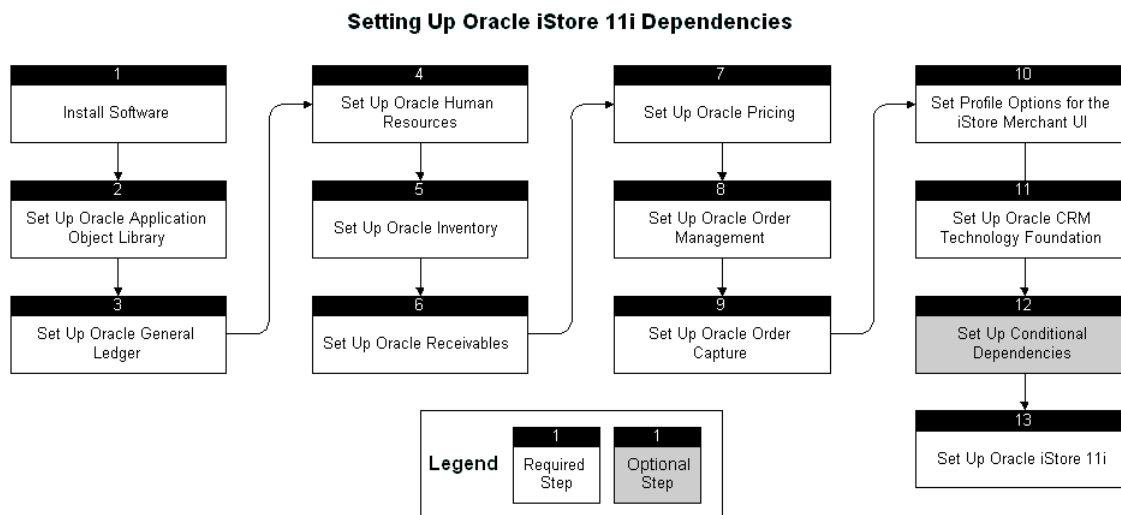 Setting Up Oracle iStore 11i Dependencies
1
Install Software
2
Set Up Oracle Application
Object Library
3
Set Up Oracle General
Ledger
4
Set Up Oracle Human
Resources
5
Set Up Oracle Inventory
6
Set Up Oracle Receivables
7
Set Up Oracle Pricing
8
Set Up Oracle Order
Management
9
Set Up Oracle Order
Capture
10
Set Profile Options for the
iStore Merchant UI
11
Set Up Oracle CRM
Technology Foundation
12
Set Up Conditional
Dependencies
13
Set Up Oracle iStore 11i
Legend
1
Required
Step
1
Optional
Step